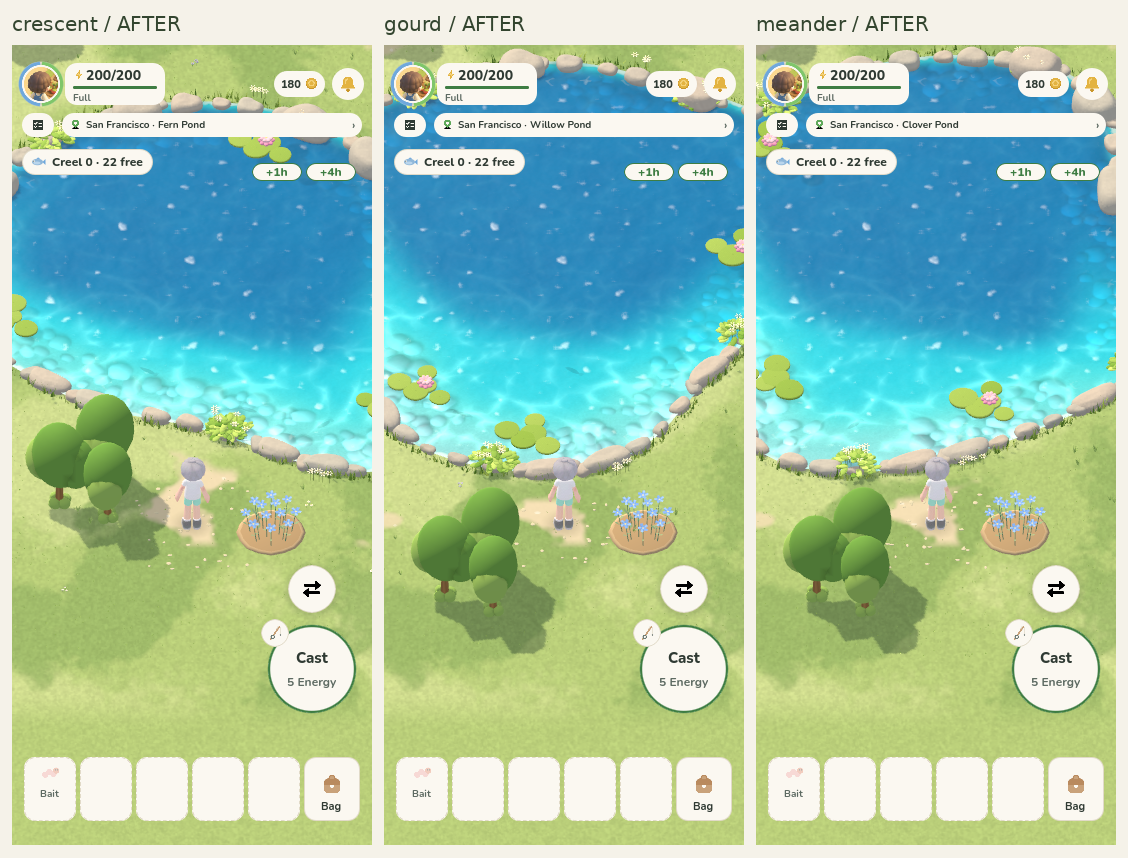 crescent / AFTER
200/200
Full
180
San Francisco · Fern Pond ›
Creel 0 · 22 free
+1h
+4h
Cast
5 Energy
Bait
Bag
gourd / AFTER
200/200
Full
180
San Francisco · Willow Pond ›
Creel 0 · 22 free
+1h
+4h
Cast
5 Energy
Bait
Bag
meander / AFTER
200/200
Full
180
San Francisco · Clover Pond ›
Creel 0 · 22 free
+1h
+4h
Cast
5 Energy
Bait
Bag